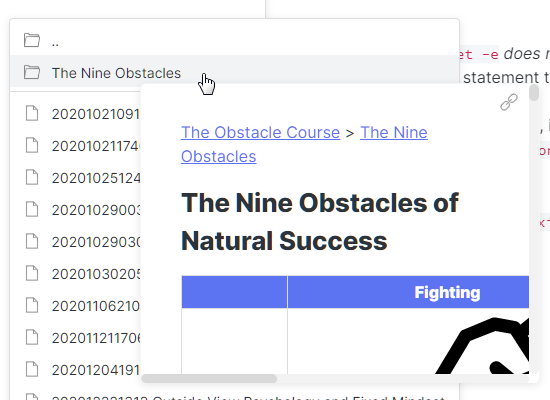 ..
et -e does n
The Nine Obstacles
statement t
20201021091
, i
The Obstacle Course > The Nine
Obstacles
20201021174
20201025124
The Nine Obstacles of
Natural Success
20201029003
20201029030
20201030205
Fighting
20201106210
20201121170
20201204191
20201221212 Outside View Psychology and Fixed Mindset